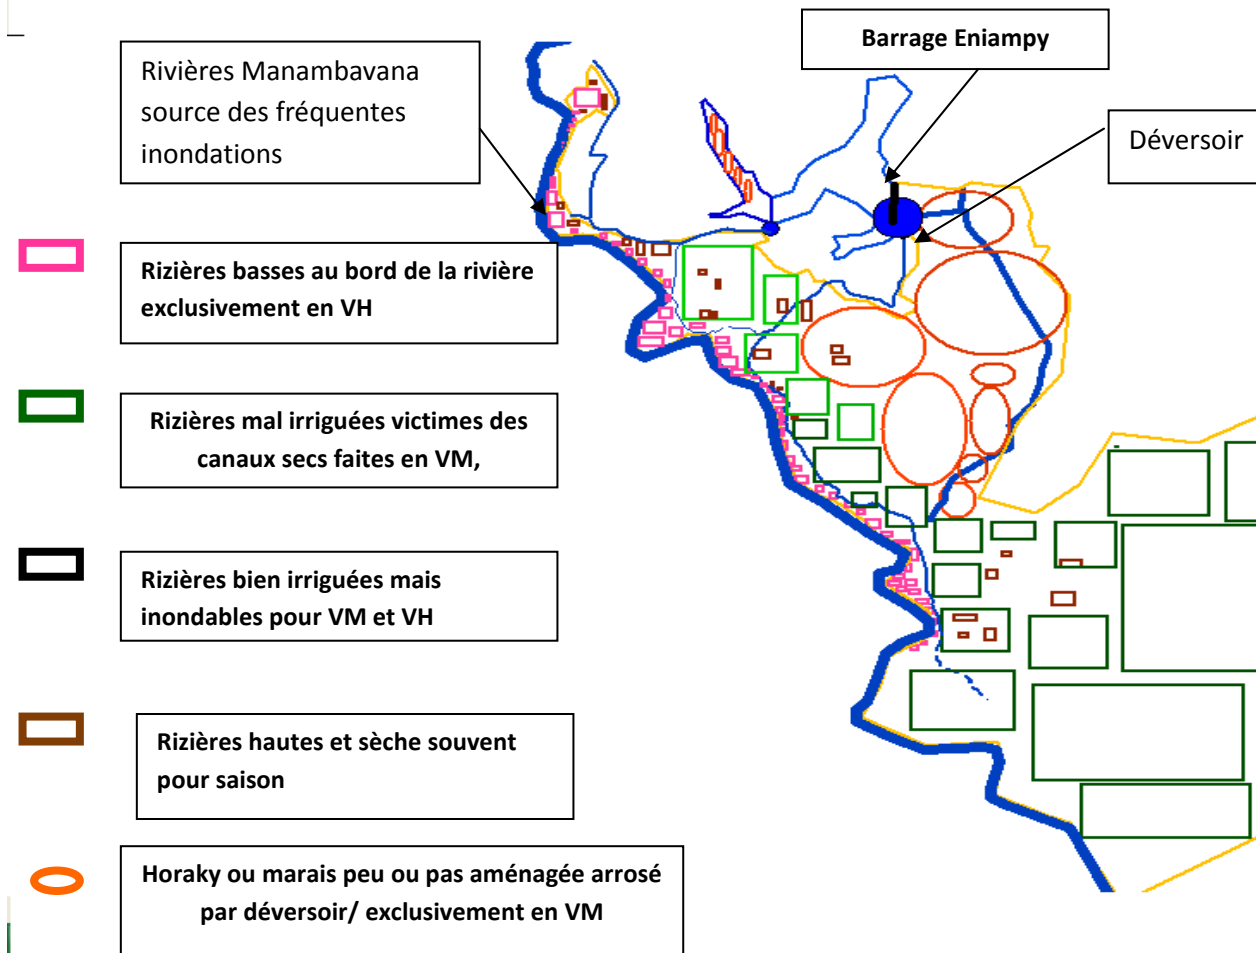 Barrage Eniampy
Rivières Manambavana
source des fréquentes
inondations
Déversoir
Rizières basses au bord de la rivière
exclusivement en VH
Rizières mal irriguées victimes des
canaux secs faites en VM,
Rizières bien irriguées mais
inondables pour VM et VH
Rizières hautes et sèche souvent
pour saison
Horaky ou marais peu ou pas aménagée arrosé
par déversoir/ exclusivement en VM